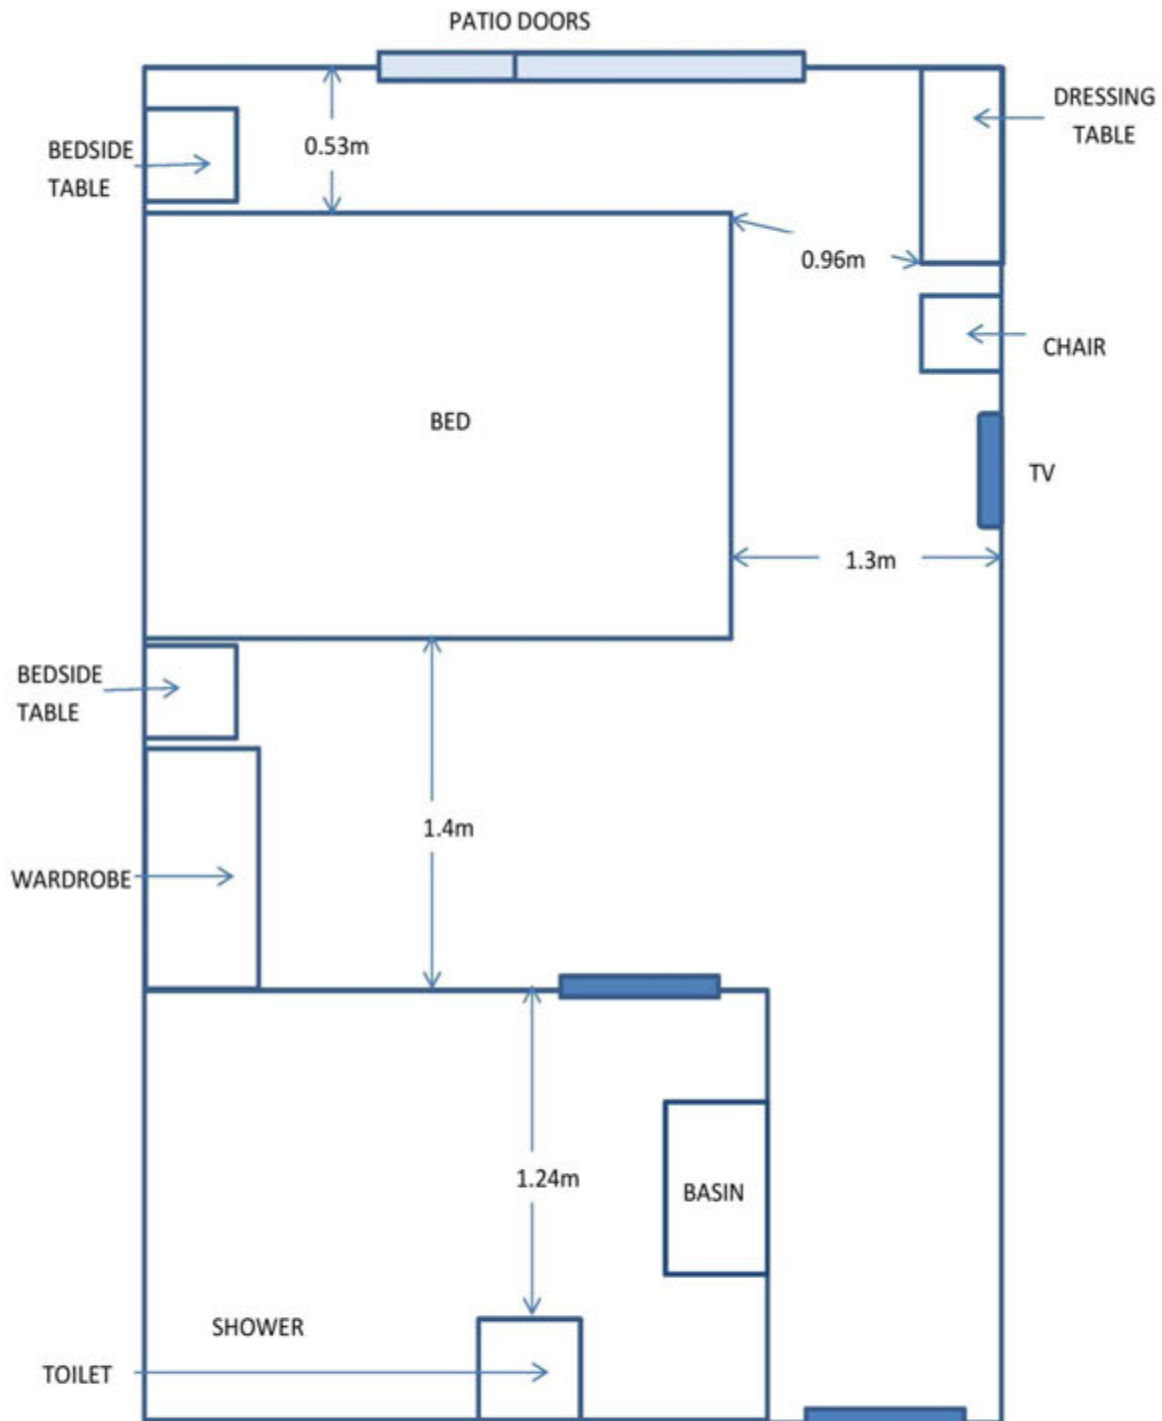 PATIO DOORS
DRESSING
TABLE
BEDSIDE
TABLE
0.53m
0.96m
CHAIR
BED
TV
1.3m
BEDSIDE
TABLE
1.4m
WARDROBE
1.24m
BASIN
SHOWER
TOILET